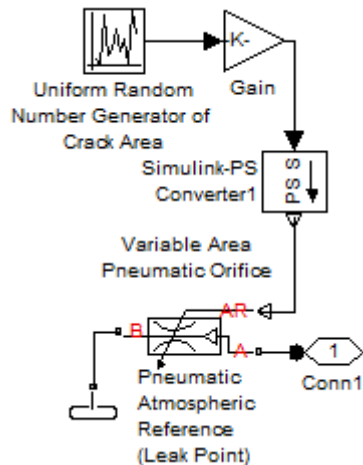 K-
Uniform Random
Number Generator of
Crack Area
Gain
Simulink-PS
Converter1
PS S
Variable Area
Pneumatic Orifice
AR
B
A
1
Conn1
Pneumatic
Atmospheric
Reference
(Leak Point)